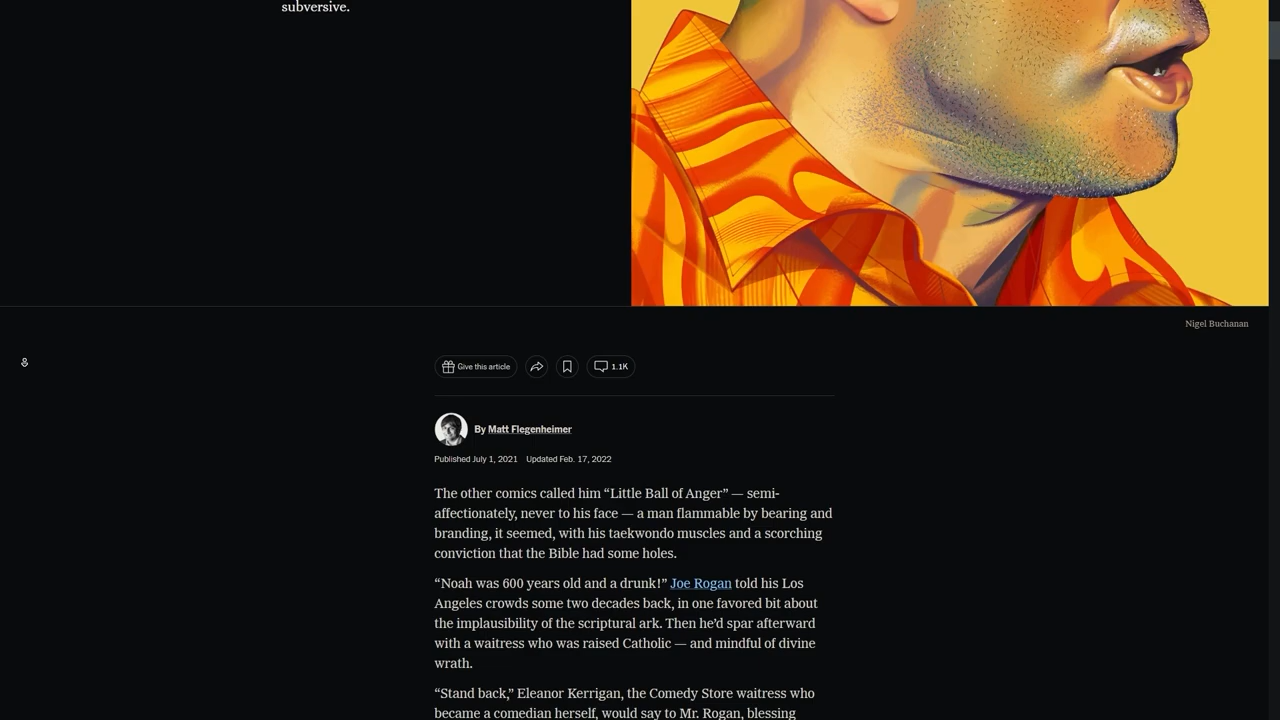 subversive.
Nigel Buchanan
Give this article
1.1K
By Matt Flegenheimer
Published July 1, 2021 Updated Feb. 17, 2022
The other comics called him “Little Ball of Anger” — semi-
affectionately, never to his face — a man flammable by bearing and
branding, it seemed, with his taekwondo muscles and a scorching
conviction that the Bible had some holes.
“Noah was 600 years old and a drunk!” Joe Rogan told his Los
Angeles crowds some two decades back, in one favored bit about
the implausibility of the scriptural ark. Then he’d spar afterward
with a waitress who was raised Catholic — and mindful of divine
wrath.
“Stand back,” Eleanor Kerrigan, the Comedy Store waitress who
became a comedian herself, would say to Mr. Rogan, blessing